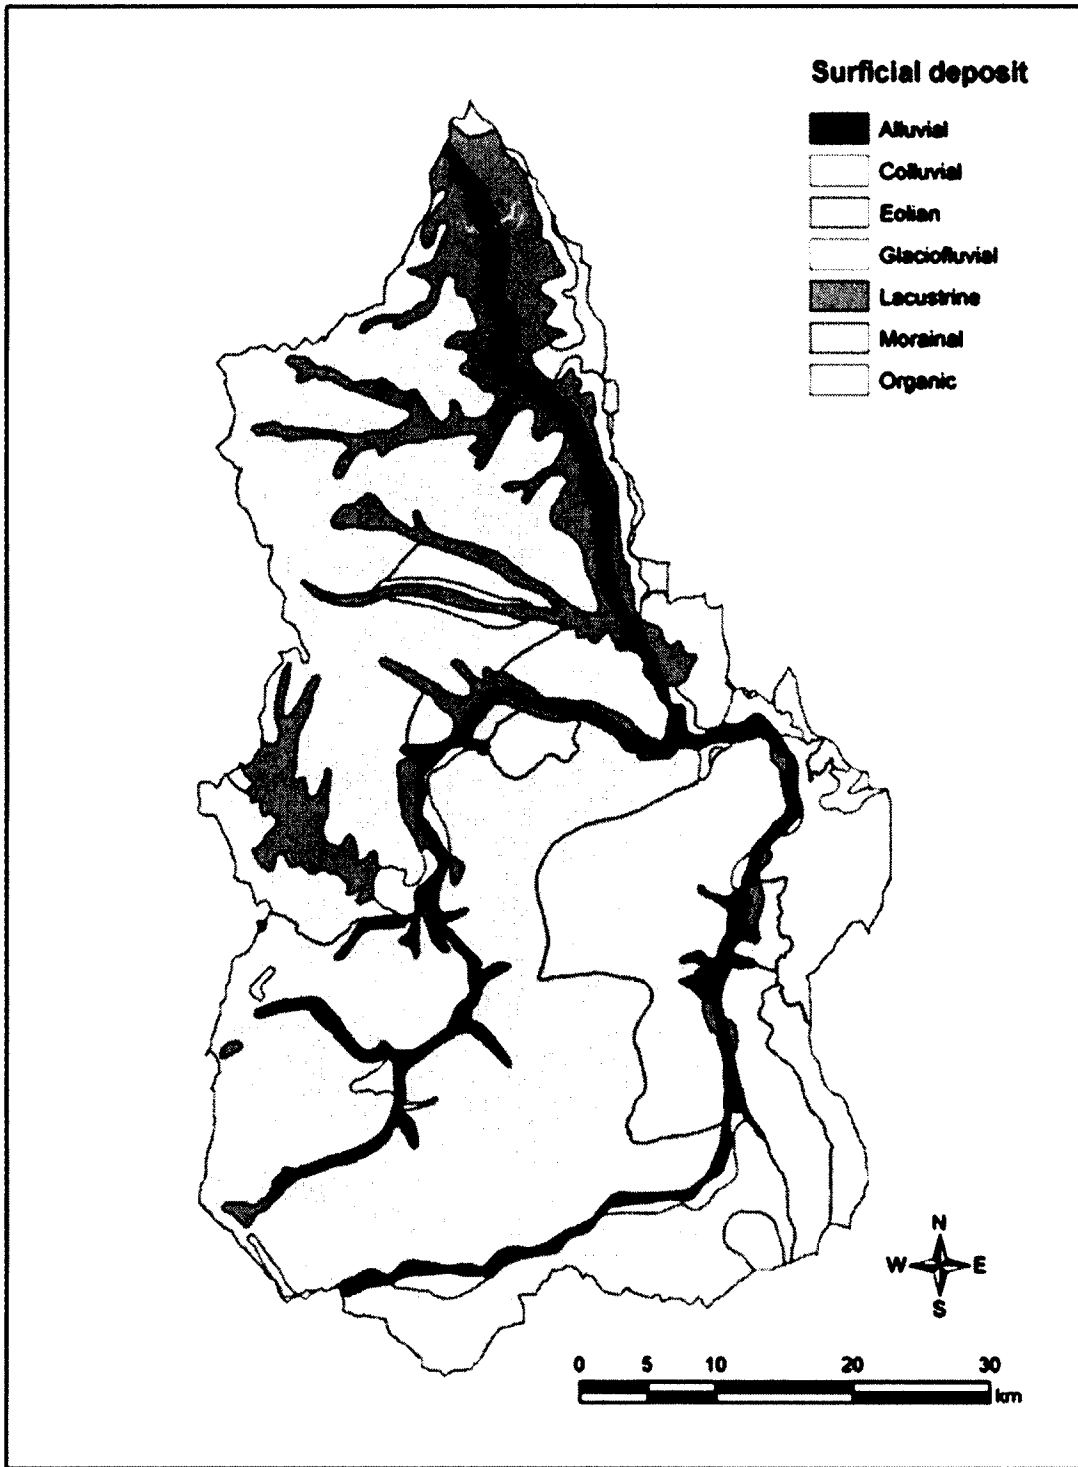 Surficial deposit
Alluvial
Colluvial
Eolian
Glaciofluvial
Lacustrine
Morainal
Organic
N
W E
S
0 5 10 20 30
km